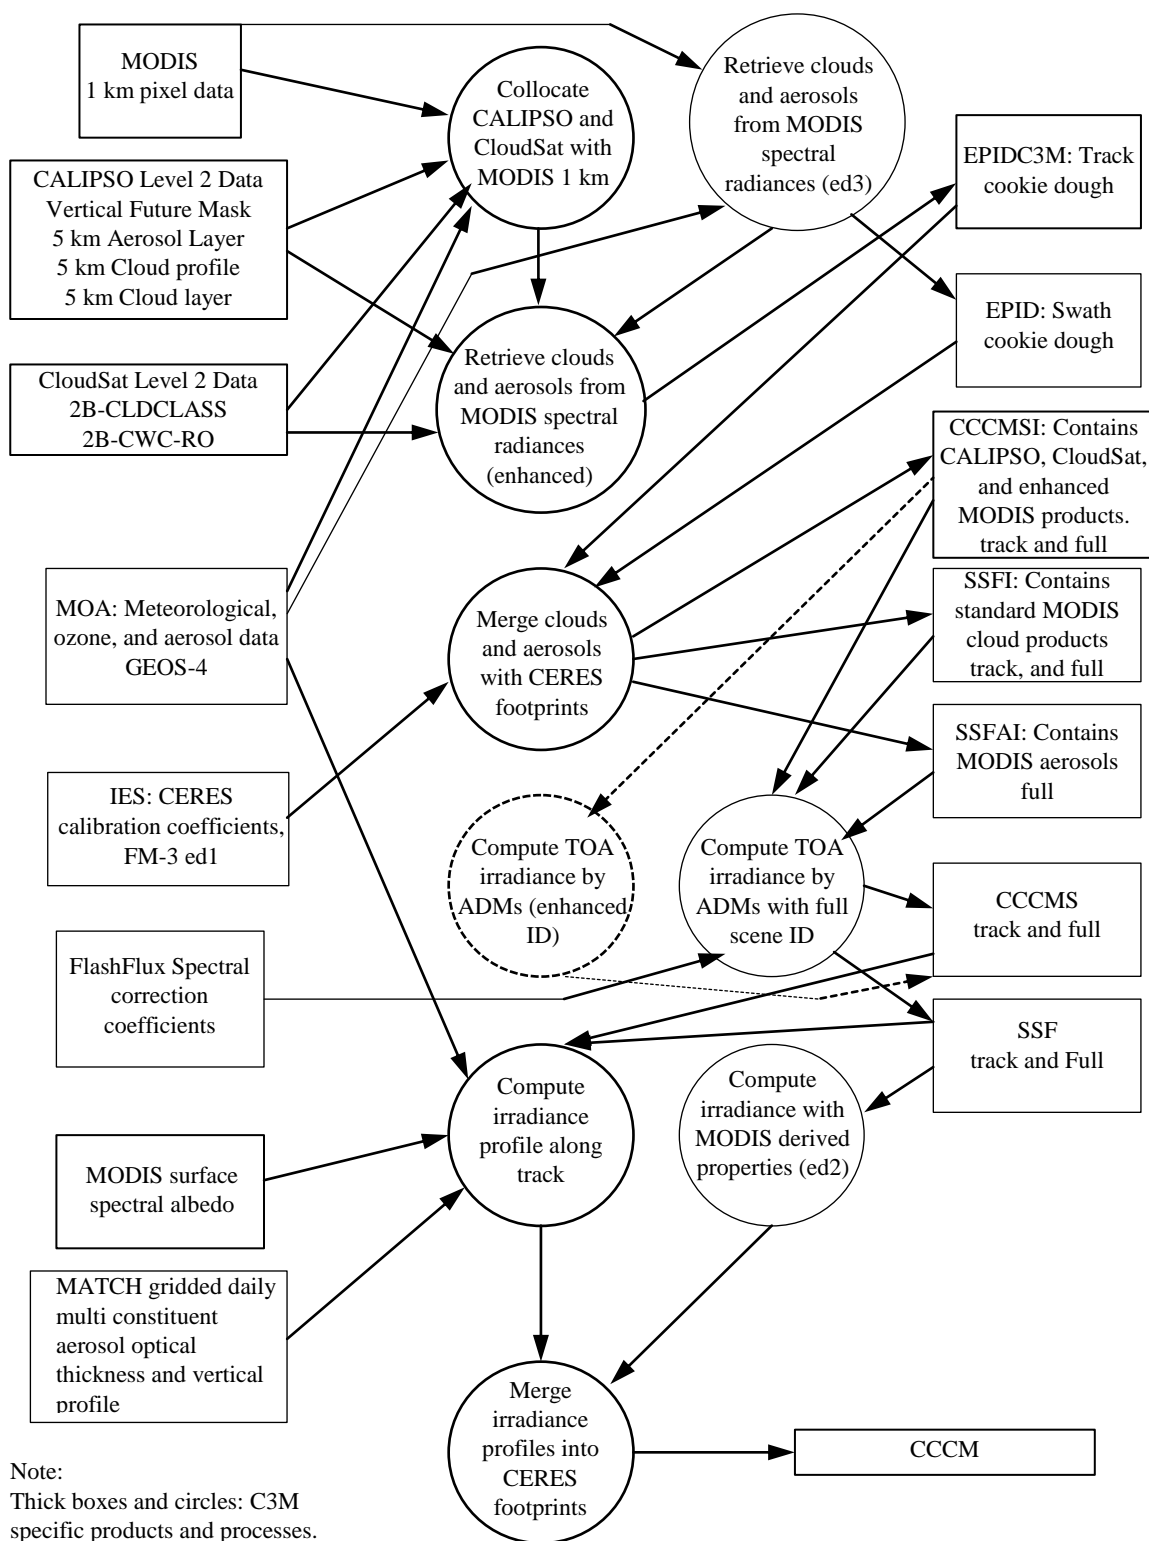 MODIS
1 km pixel data
Collocate
CALIPSO and
CloudSat with
MODIS 1 km
Retrieve clouds
and aerosols
from MODIS
spectral
radiances (ed3)
EPIDC3M: Track
cookie dough
CALIPSO Level 2 Data
Vertical Future Mask
5 km Aerosol Layer
5 km Cloud profile
5 km Cloud layer
EPID: Swath
cookie dough
CloudSat Level 2 Data
2B-CLDCLASS
2B-CWC-RO
Retrieve clouds
and aerosols from
MODIS spectral
radiances
(enhanced)
CCCMSI: Contains
CALIPSO, CloudSat,
and enhanced
MODIS products.
track and full
MOA: Meteorological,
ozone, and aerosol data
GEOS-4
Merge clouds
and aerosols
with CERES
footprints
SSFI: Contains
standard MODIS
cloud products
track, and full
SSFAI: Contains
MODIS aerosols
full
IES: CERES
calibration coefficients,
FM-3 ed1
Compute TOA
irradiance by
ADMs (enhanced
ID)
Compute TOA
irradiance by
ADMs with full
scene ID
CCCMS
track and full
FlashFlux Spectral
correction
coefficients
SSF
track and Full
Compute
irradiance
profile along
track
Compute
irradiance with
MODIS derived
properties (ed2)
MODIS surface
spectral albedo
MATCH gridded daily
multi constituent
aerosol optical
thickness and vertical
profile
Merge
irradiance
profiles into
CERES
footprints
CCCM
Note:
Thick boxes and circles: C3M
specific products and processes.